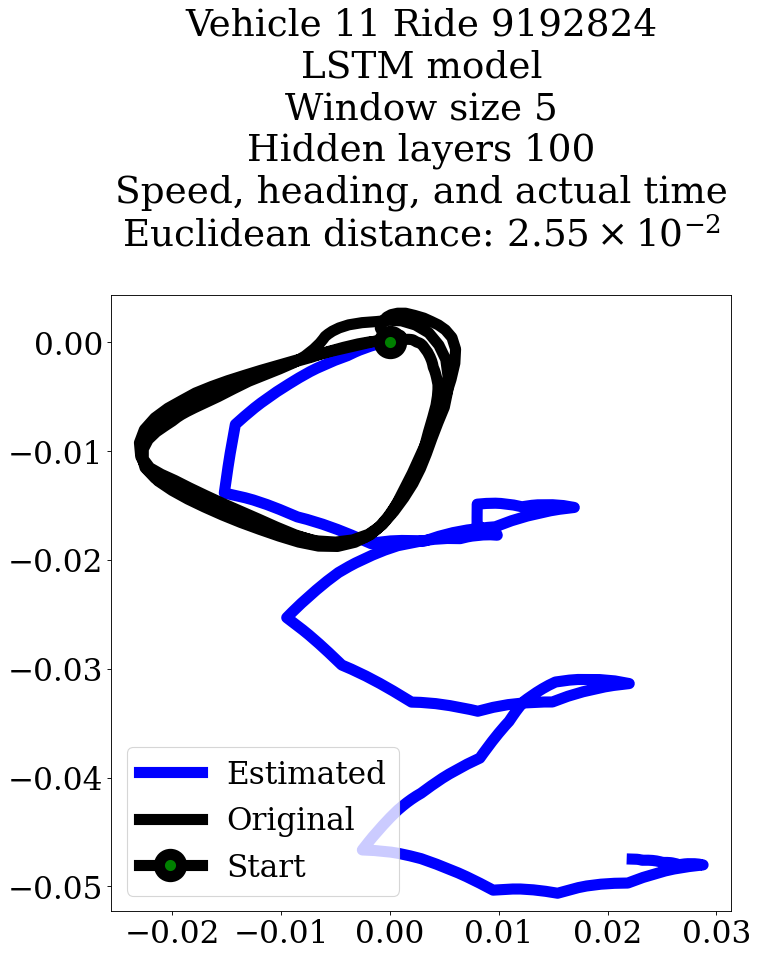 Vehicle 11 Ride 9192824
LSTM model
Window size 5
Hidden layers 100
Speed, heading, and actual time
Euclidean distance: 2.55 × 10⁻²
0.00
−0.01
−0.02
−0.03
−0.04
−0.05
Estimated
Original
Start
−0.02 −0.01 0.00 0.01 0.02 0.03